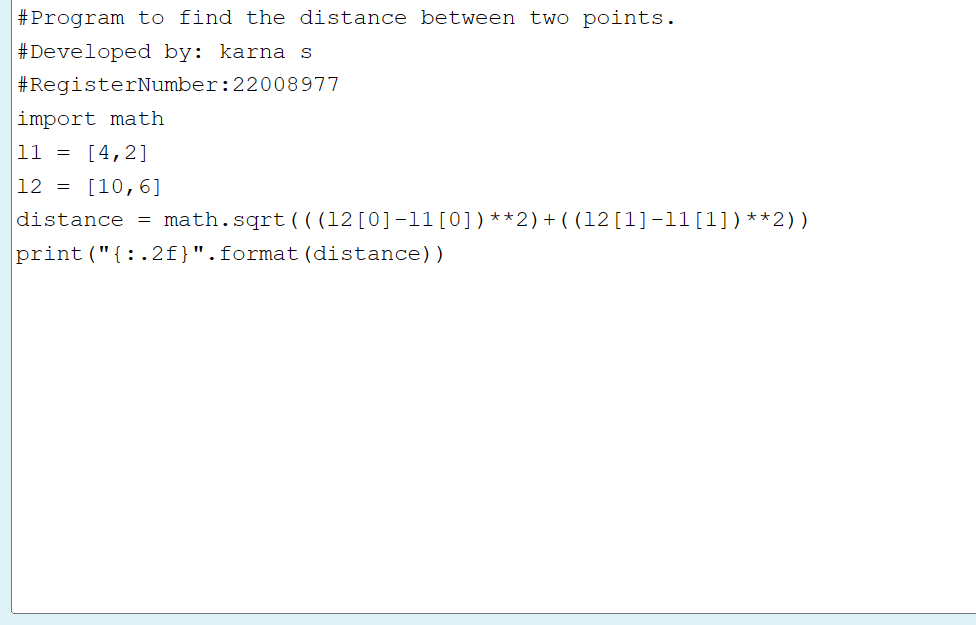 #Program to find the distance between two points.
#Developed by: karna s
#RegisterNumber:22008977
import math
l1 = [4,2]
l2 = [10,6]
distance = math.sqrt(((l2[0]-l1[0])**2)+((l2[1]-l1[1])**2))
print("{:.2f}".format(distance))